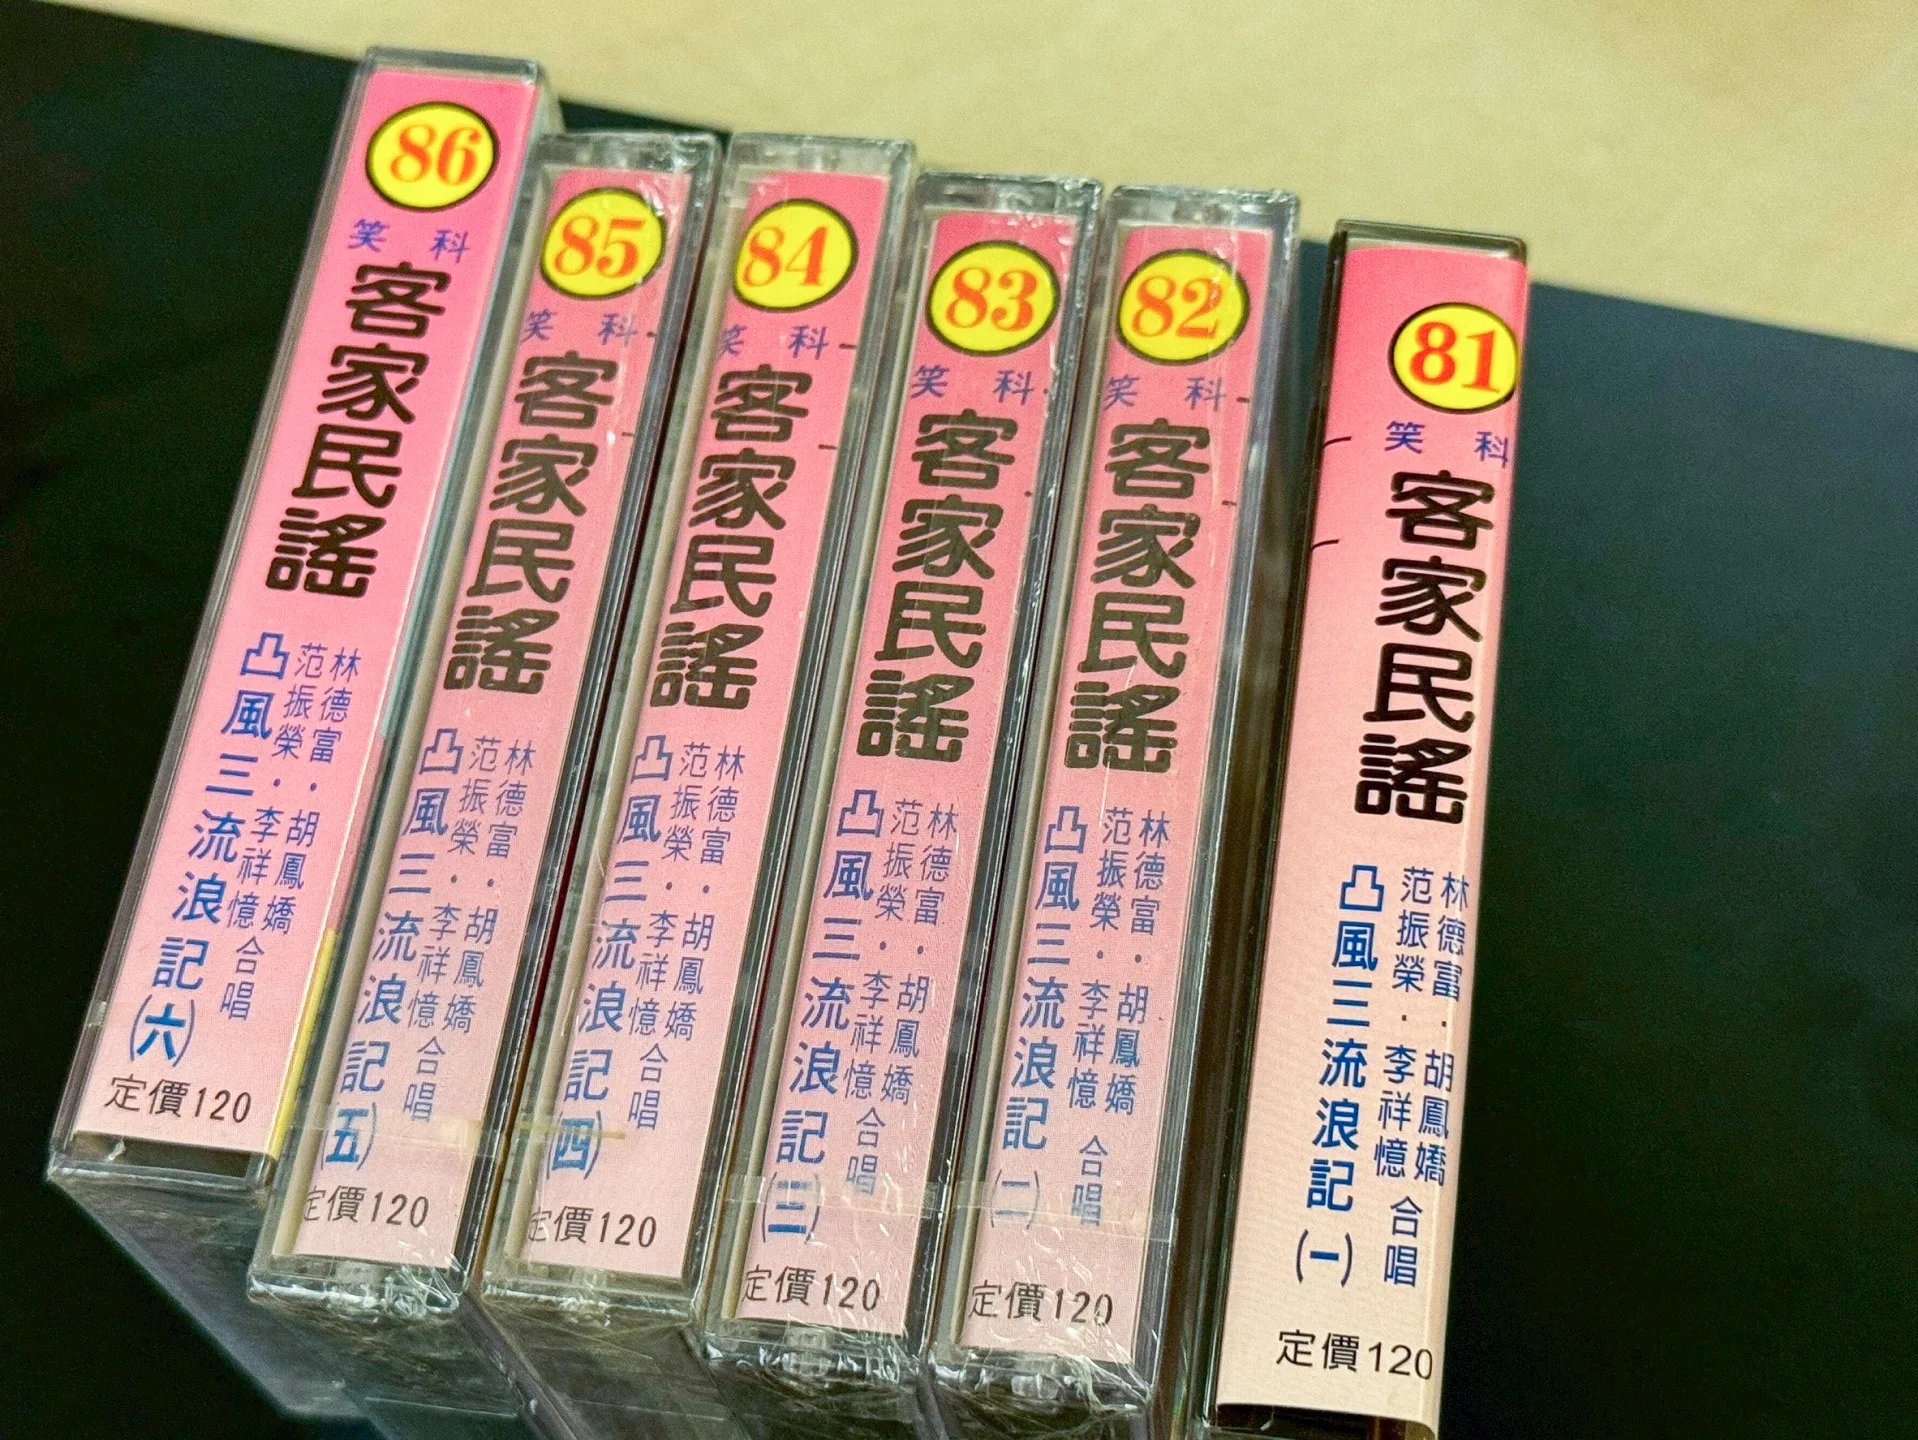 86
笑 科
客家民謠
林德富．胡鳳嬌
范振榮．李祥憶合唱
凸風三流浪記(六)
定價120
85
笑 科
客家民謠
林德富．胡鳳嬌
范振榮．李祥憶合唱
凸風三流浪記(五)
定價120
84
笑 科
客家民謠
林德富．胡鳳嬌
范振榮．李祥憶合唱
凸風三流浪記(四)
定價120
83
笑 科
客家民謠
林德富．胡鳳嬌
范振榮．李祥憶合唱
凸風三流浪記(三)
定價120
82
笑 科
客家民謠
林德富．胡鳳嬌
范振榮．李祥憶合唱
凸風三流浪記(二)
定價120
81
笑 科
客家民謠
林德富．胡鳳嬌
范振榮．李祥憶合唱
凸風三流浪記(一)
定價120